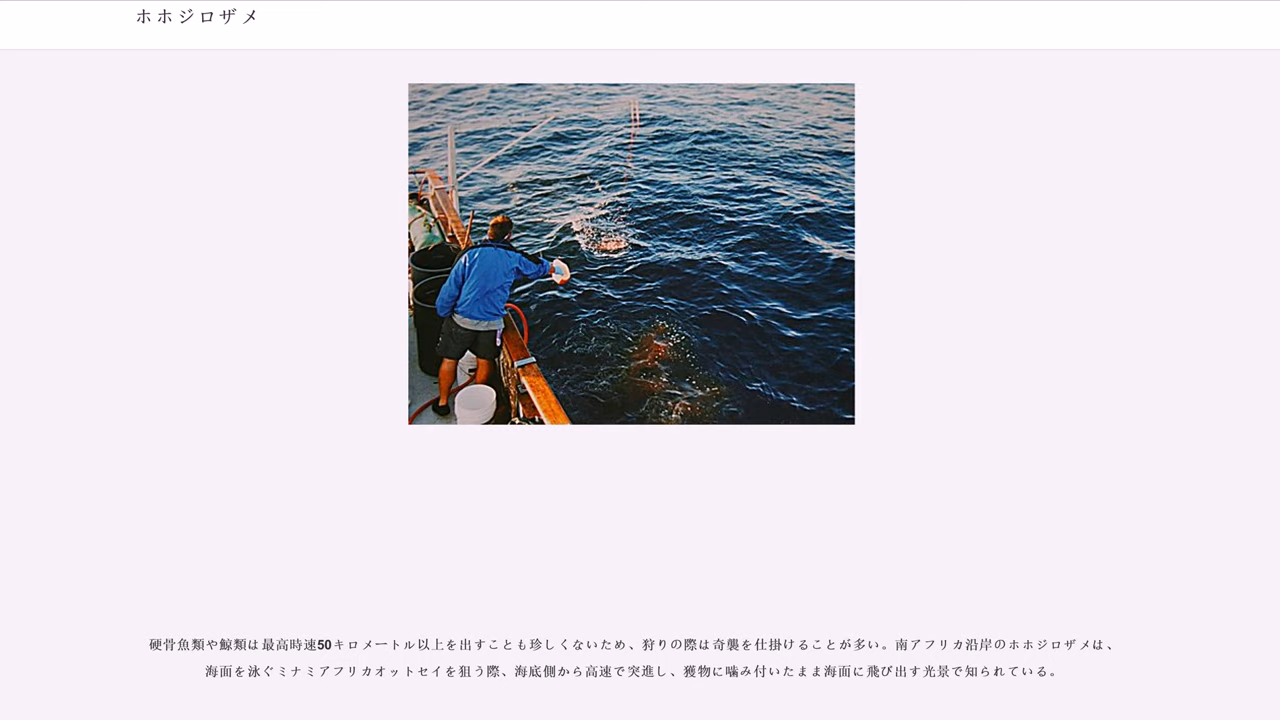 ホホジロザメ
硬骨魚類や鯨類は最高時速50キロメートル以上を出すことも珍しくないため、狩りの際は奇襲を仕掛けることが多い。南アフリカ沿岸のホホジロザメは、
海面を泳ぐミナミアフリカオットセイを狙う際、海底側から高速で突進し、獲物に噛み付いたまま海面に飛び出す光景で知られている。